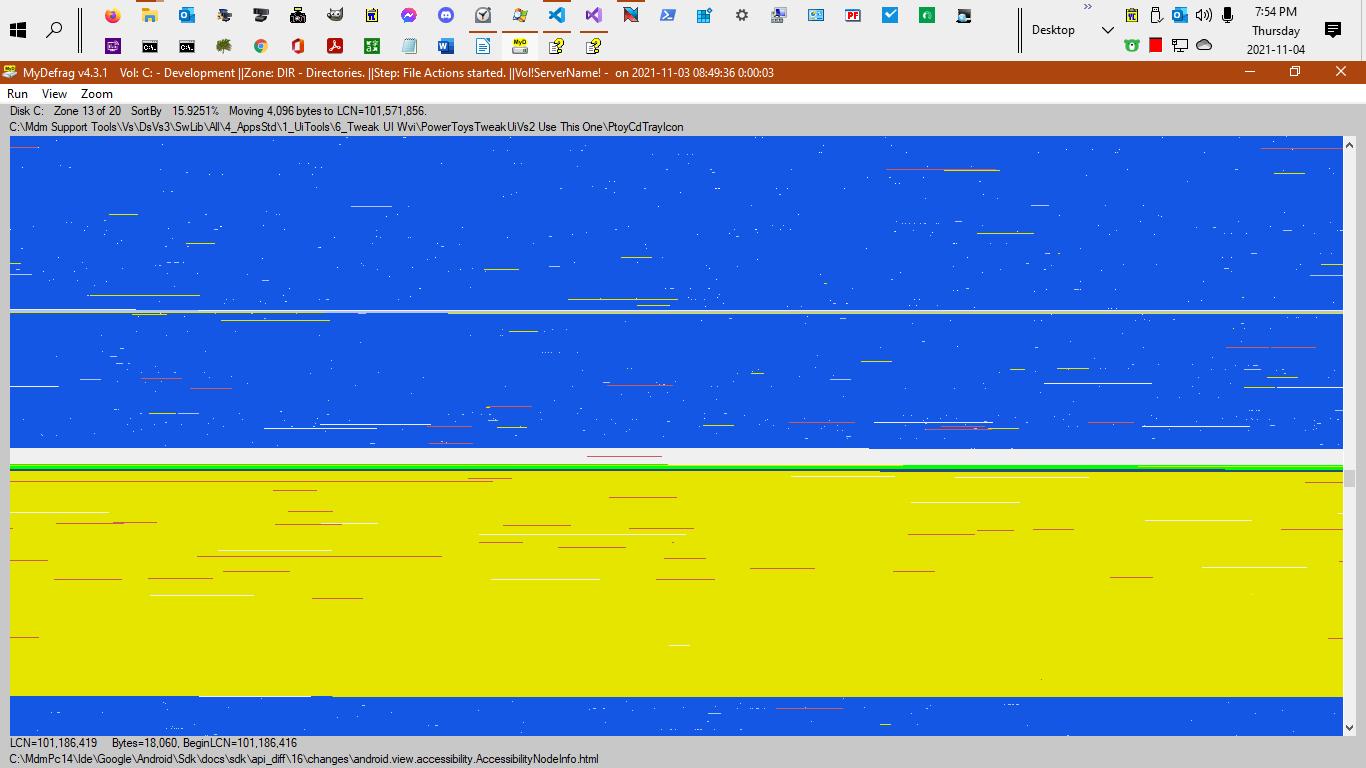 7:54 PM
Desktop
Thursday
2021-11-04
MyDefrag v4.3.1 Vol: C: - Development ||Zone: DIR - Directories. ||Step: File Actions started. ||Vol!ServerName! - on 2021-11-03 08:49:36 0:00:03
Run View Zoom
Disk C: Zone 13 of 20 SortBy 15.9251% Moving 4,096 bytes to LCN=101,571,856.
C:\Mdm Support Tools\Vs\DsVs3\SwLib\All\4_AppsStd\1_UiTools\6_Tweak UI Wvi\PowerToysTweakUiVs2 Use This One\PtoyCdTrayIcon
LCN=101,186,419 Bytes=18,060, BeginLCN=101,186,416
C:\MdmPc14\Ide\Google\Android\Sdk\docs\sdk\api_diff\16\changes\android.view.accessibility.AccessibilityNodeInfo.html